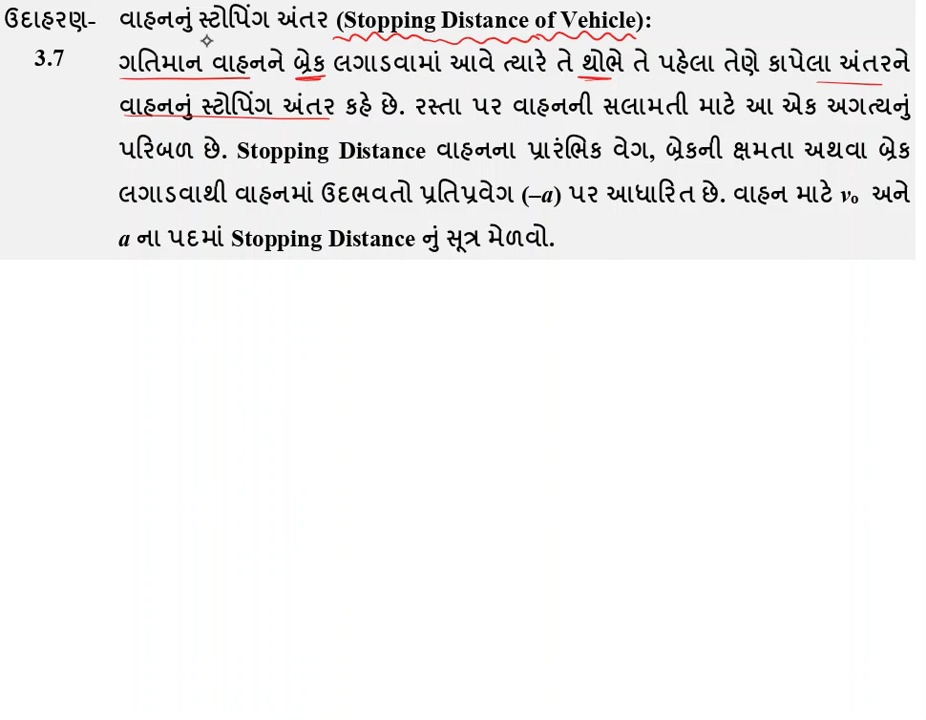 ઉદાહરણ- વાહનનું સ્ટોપિંગ અંતર (Stopping Distance of Vehicle):
3.7 ગતિમાન વાહનને બ્રેક લગાડવામાં આવે ત્યારે તે થોભે તે પહેલા તેણે કાપેલા અંતરને
વાહનનું સ્ટોપિંગ અંતર કહે છે. રસ્તા પર વાહનની સલામતી માટે આ એક અગત્યનું
પરિબળ છે. Stopping Distance વાહનના પ્રારંભિક વેગ, બ્રેકની ક્ષમતા અથવા બ્રેક
લગાડવાથી વાહનમાં ઉદભવતો પ્રતિપ્રવેગ (–a) પર આધારિત છે. વાહન માટે v₀ અને
a ના પદમાં Stopping Distance નું સૂત્ર મેળવો.